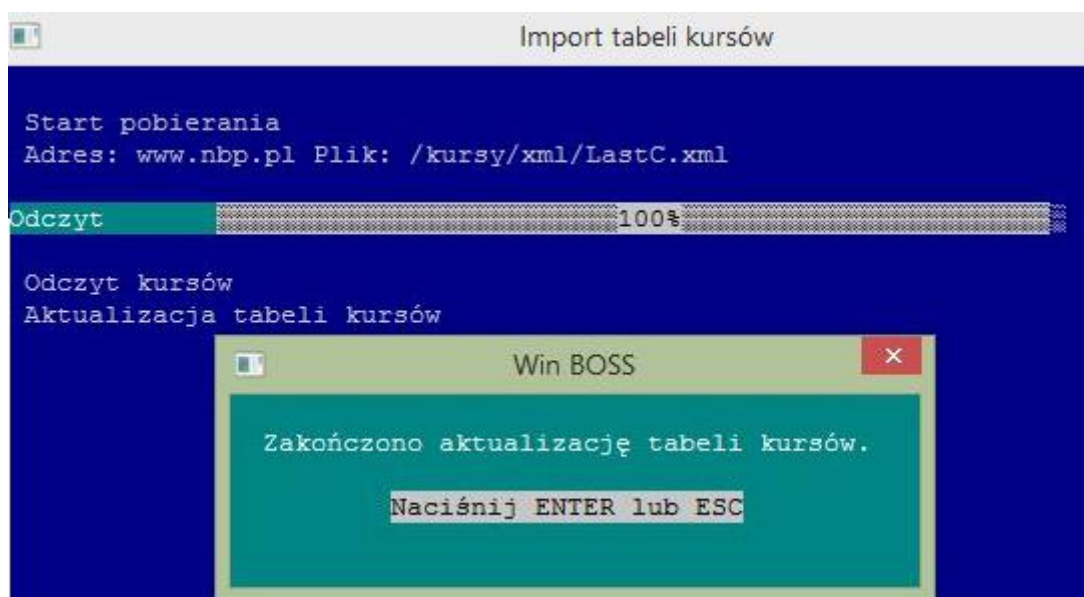 Import tabeli kursów
Start pobierania
Adres: www.nbp.pl Plik: /kursy/xml/LastC.xml
Odczyt 100%
Odczyt kursów
Aktualizacja tabeli kursów
Win BOSS
Zakończono aktualizację tabeli kursów.
Naciśnij ENTER lub ESC